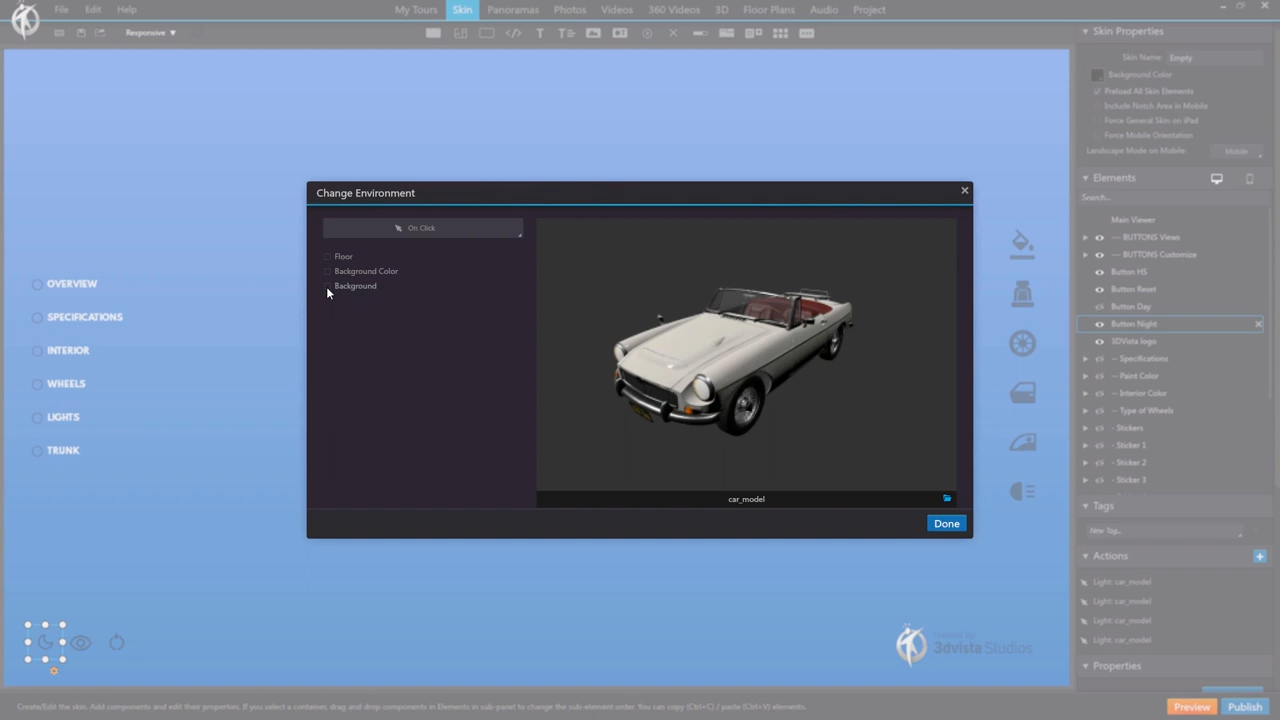 File Edit Help
My Tours Skin Panoramas Photos Videos 360 Videos 3D Floor Plans Audio Project
Responsive
Skin Properties
Skin Name: Empty
Background Color
Preload All Skin Elements
Include Notch Area in Mobile
Force General Skin on iPad
Force Mobile Orientation
Landscape Mode on Mobile: Mobile
Elements
Search...
Main Viewer
--- BUTTONS Views
--- BUTTONS Customize
Button HS
Button Reset
Button Day
Button Night
3DVista logo
-- Specifications
-- Paint Color
-- Interior Color
-- Type of Wheels
- Stickers
- Sticker 1
- Sticker 2
- Sticker 3
Tags
New Tag...
Actions
Light: car_model
Light: car_model
Light: car_model
Light: car_model
Properties
OVERVIEW
SPECIFICATIONS
INTERIOR
WHEELS
LIGHTS
TRUNK
Change Environment
On Click
Floor
Background Color
Background
car_model
Done
3dvista Studios
Create/Edit the skin. Add components and edit their properties. If you select a container, drag and drop components in Elements in sub-panel to change the sub-element order. You can copy (Ctrl+C) / paste (Ctrl+V) elements.
Preview Publish